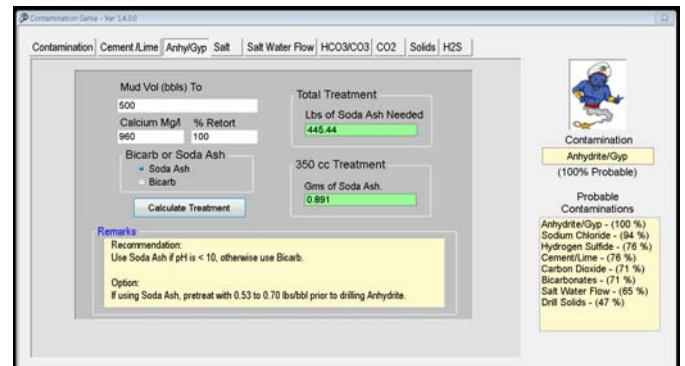 Contamination Genie - Ver 1.4.8.0
Contamination Cement /Lime Anhy/Gyp Salt Salt Water Flow HCO3/CO3 CO2 Solids H2S
Mud Vol (bbls) To
500
Calcium Mg/l % Retort
960 100
Bicarb or Soda Ash
Soda Ash
Bicarb
Calculate Treatment
Total Treatment
Lbs of Soda Ash Needed
445.44
350 cc Treatment
Gms of Soda Ash.
0.891
Remarks
Recommendation:
Use Soda Ash if pH is < 10, otherwise use Bicarb.
Option:
If using Soda Ash, pretreat with 0.53 to 0.70 lbs/bbl prior to drilling Anhydrite.
Contamination
Anhydrite/Gyp
(100% Probable)
Probable
Contaminations
Anhydrite/Gyp - (100 %)
Sodium Chloride - (94 %)
Hydrogen Sulfide - (76 %)
Cement/Lime - (76 %)
Carbon Dioxide - (71 %)
Bicarbonates - (71 %)
Salt Water Flow - (65 %)
Drill Solids - (47 %)